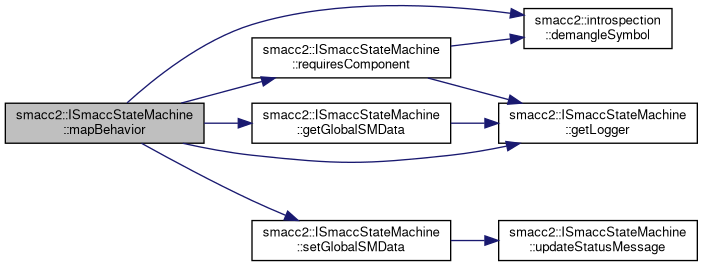 smacc2::ISmaccStateMachine
::mapBehavior
smacc2::introspection
::demangleSymbol
smacc2::ISmaccStateMachine
::requiresComponent
smacc2::ISmaccStateMachine
::getGlobalSMData
smacc2::ISmaccStateMachine
::getLogger
smacc2::ISmaccStateMachine
::setGlobalSMData
smacc2::ISmaccStateMachine
::updateStatusMessage